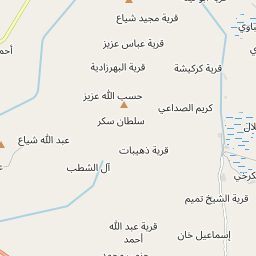 قرية مجيد شياع
قرية عباس عزيز
قرية البهرزادية
قرية كركيشة
حسب الله عزيز
كريم الصداعي
سلطان سكر
عبد الله شياع
قرية ذهيبات
آل الشطب
قرية الشيخ تميم
قرية عبد الله
أحمد
إسماعيل خان